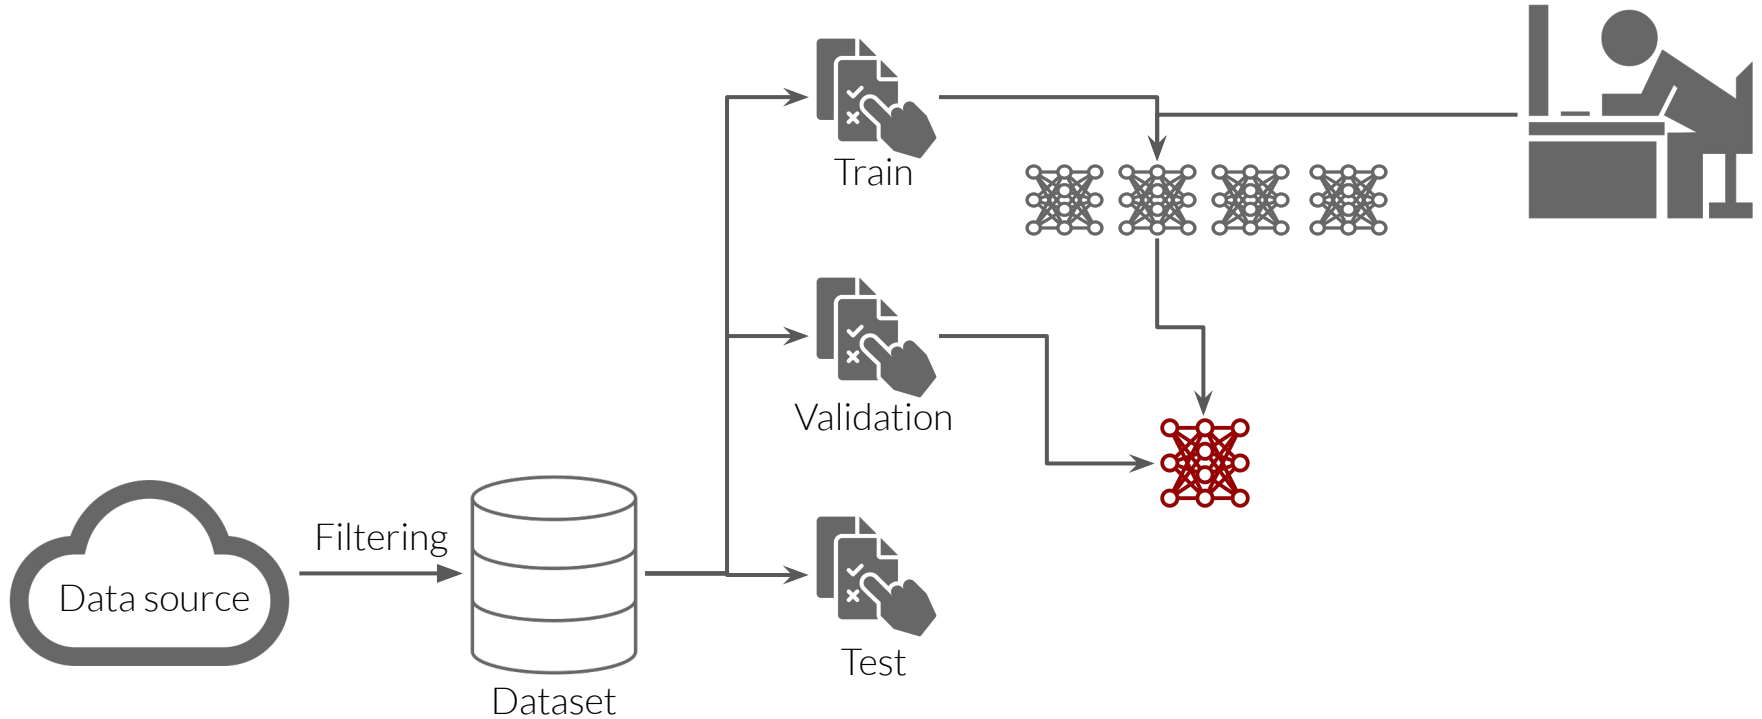 Train
Validation
Filtering
Data source
Test
Dataset